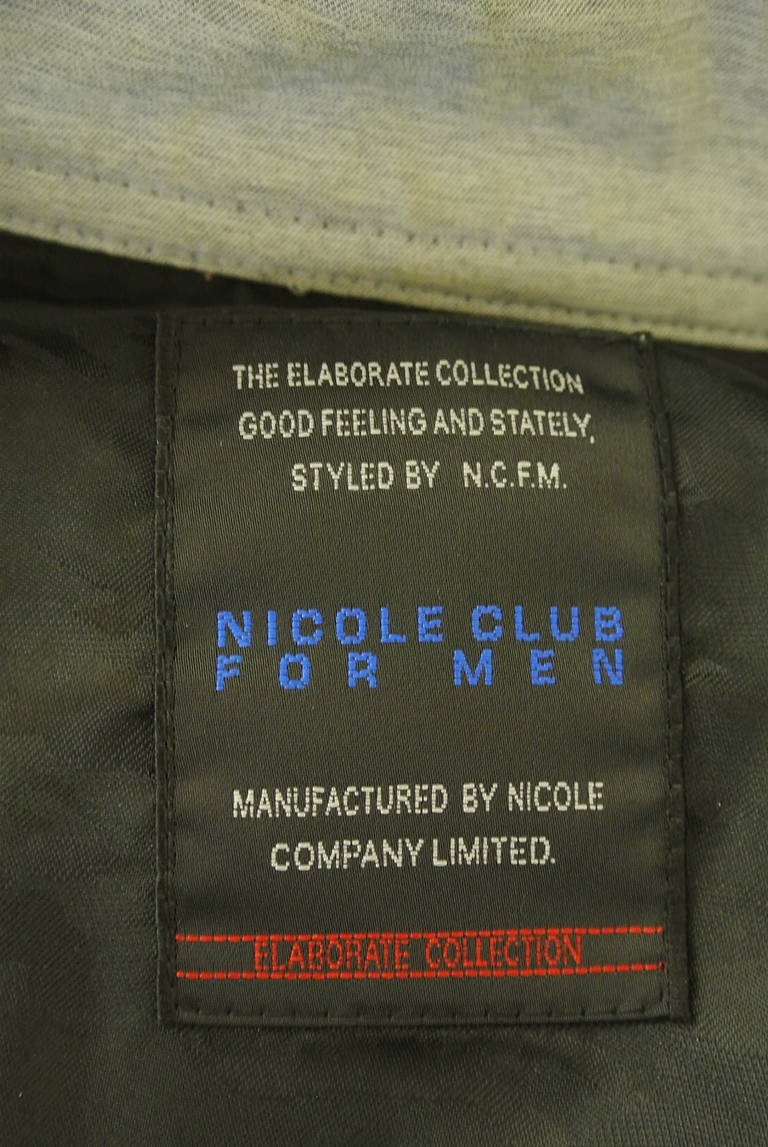 THE ELABORATE COLLECTION
GOOD FEELING AND STATELY,
STYLED BY N.C.F.M.
NICOLE CLUB
FOR MEN
MANUFACTURED BY NICOLE
COMPANY LIMITED.
ELABORATE COLLECTION